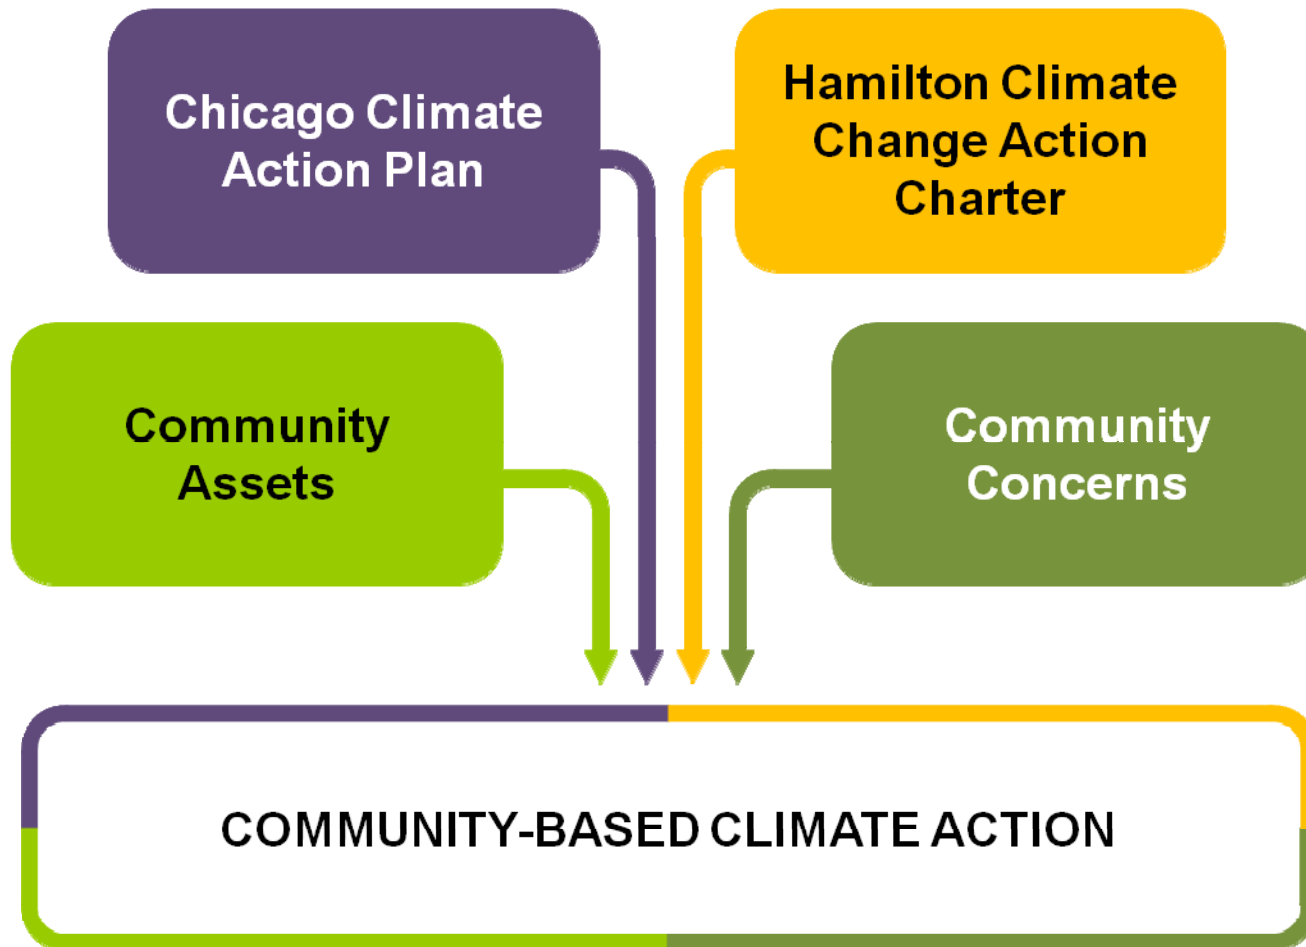 Chicago Climate
Action Plan
Hamilton Climate
Change Action
Charter
Community
Assets
Community
Concerns
COMMUNITY-BASED CLIMATE ACTION